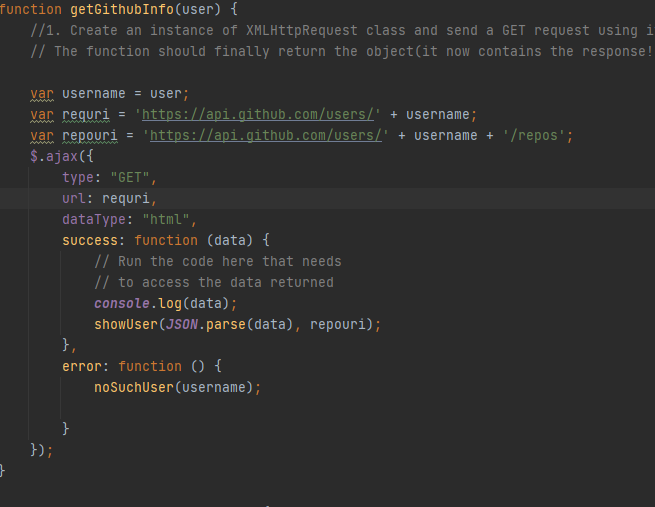 function getGithubInfo(user) {
//1. Create an instance of XMLHttpRequest class and send a GET request using i
// The function should finally return the object(it now contains the response!
var username = user;
var requri = 'https://api.github.com/users/' + username;
var repouri = 'https://api.github.com/users/' + username + '/repos';
$.ajax({
type: "GET",
url: requri,
dataType: "html",
success: function (data) {
// Run the code here that needs
// to access the data returned
console.log(data);
showUser(JSON.parse(data), repouri);
},
error: function () {
noSuchUser(username);
}
});
}